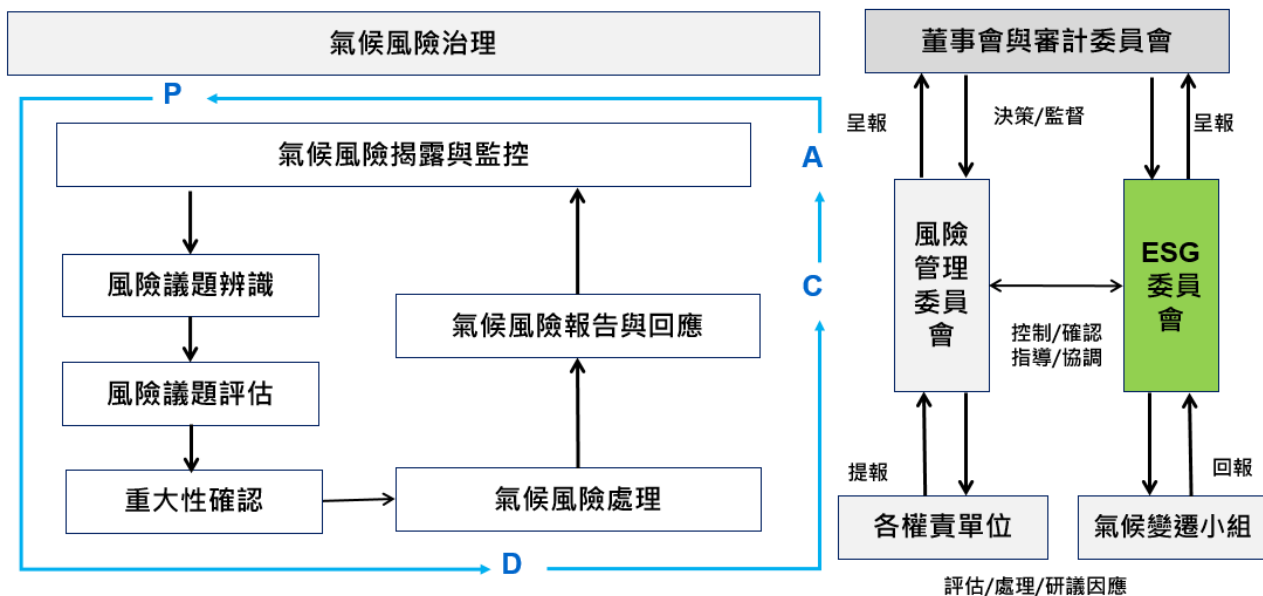 氣候風險治理
P
氣候風險揭露與監控
A
風險議題辨識
C
氣候風險報告與回應
風險議題評估
重大性確認
氣候風險處理
D
董事會與審計委員會
呈報
決策/監督
呈報
風險
管理
委員
會
ESG
委員
會
控制/確認
指導/協調
提報
回報
各權責單位
氣候變遷小組
評估/處理/研議因應